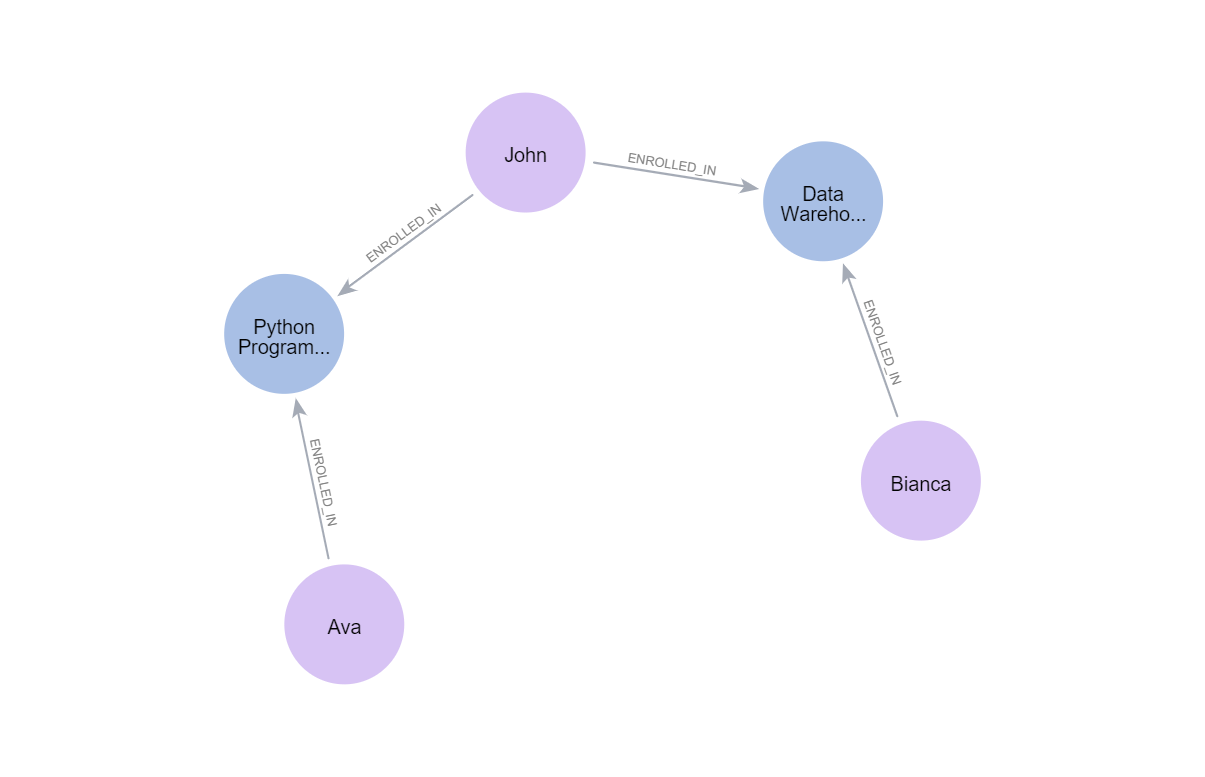 John
ENROLLED_IN
Data
Wareho...
ENROLLED_IN
Python
Program...
ENROLLED_IN
Bianca
ENROLLED_IN
Ava